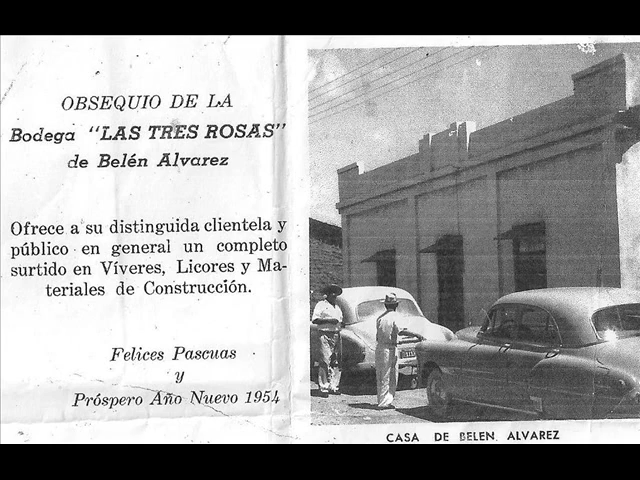 OBSEQUIO DE LA
Bodega "LAS TRES ROSAS"
de Belén Alvarez
Ofrece a su distinguida clientela y
público en general un completo
surtido en Víveres, Licores y Ma-
teriales de Construcción.
Felices Pascuas
y
Próspero Año Nuevo 1954
CASA DE BELEN ALVAREZ